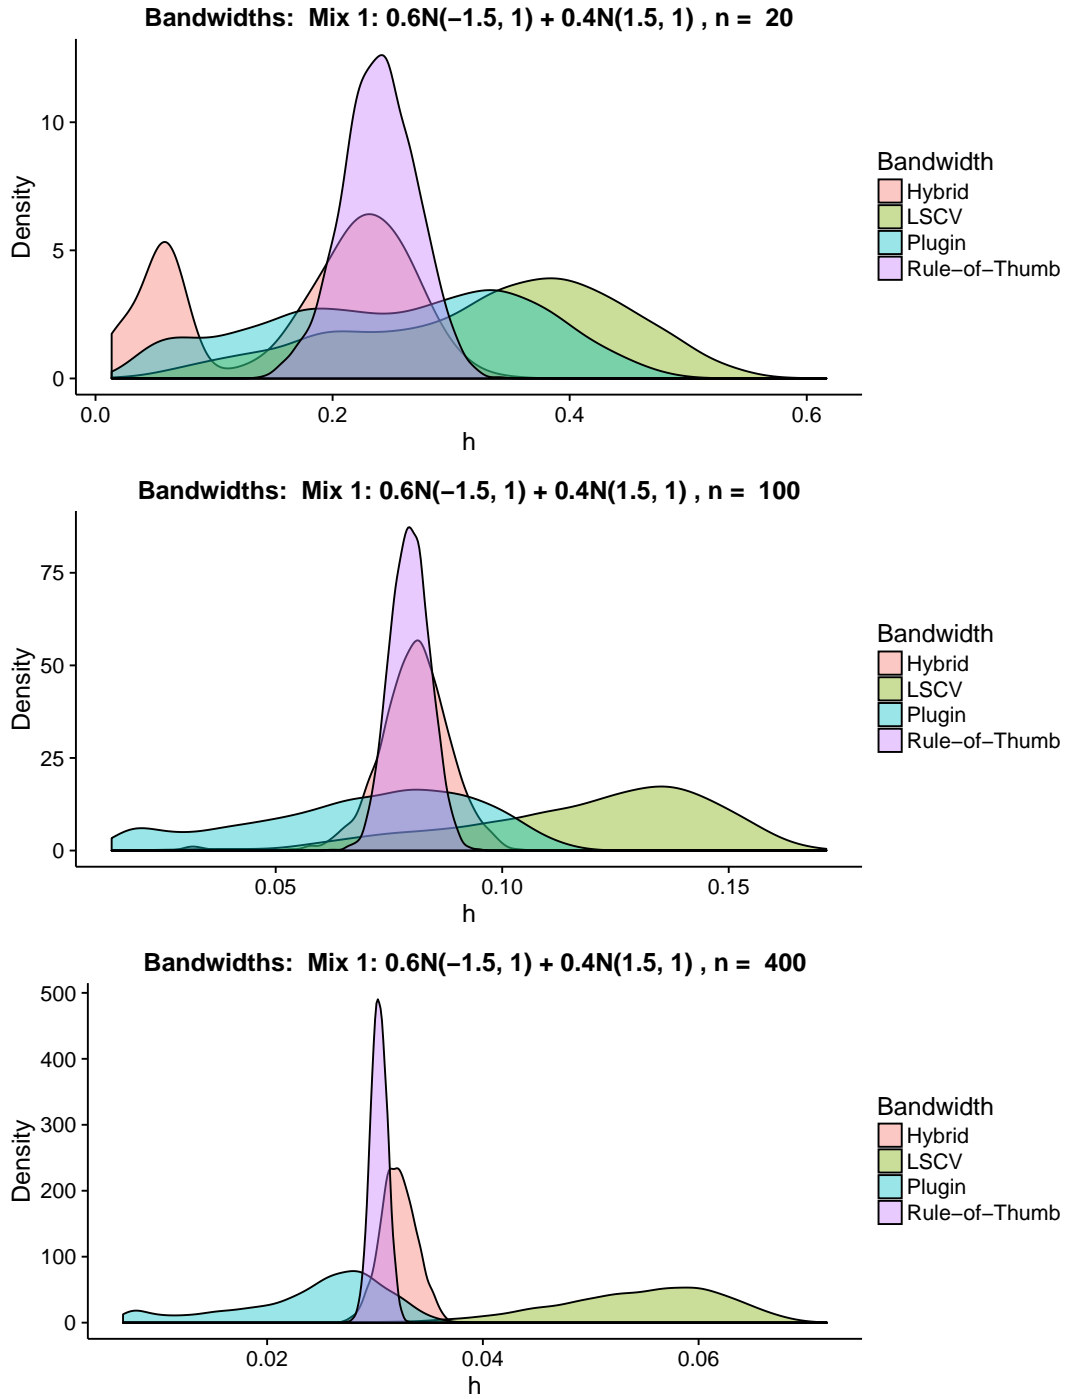 Bandwidths:  Mix 1: 0.6N(−1.5, 1) + 0.4N(1.5, 1) , n =  20
10
5
0
Density
0.0 0.2 0.4 0.6
h
Bandwidth
Hybrid
LSCV
Plugin
Rule−of−Thumb
Bandwidths:  Mix 1: 0.6N(−1.5, 1) + 0.4N(1.5, 1) , n =  100
75
50
25
0
Density
0.05 0.10 0.15
h
Bandwidth
Hybrid
LSCV
Plugin
Rule−of−Thumb
Bandwidths:  Mix 1: 0.6N(−1.5, 1) + 0.4N(1.5, 1) , n =  400
500
400
300
200
100
0
Density
0.02 0.04 0.06
h
Bandwidth
Hybrid
LSCV
Plugin
Rule−of−Thumb